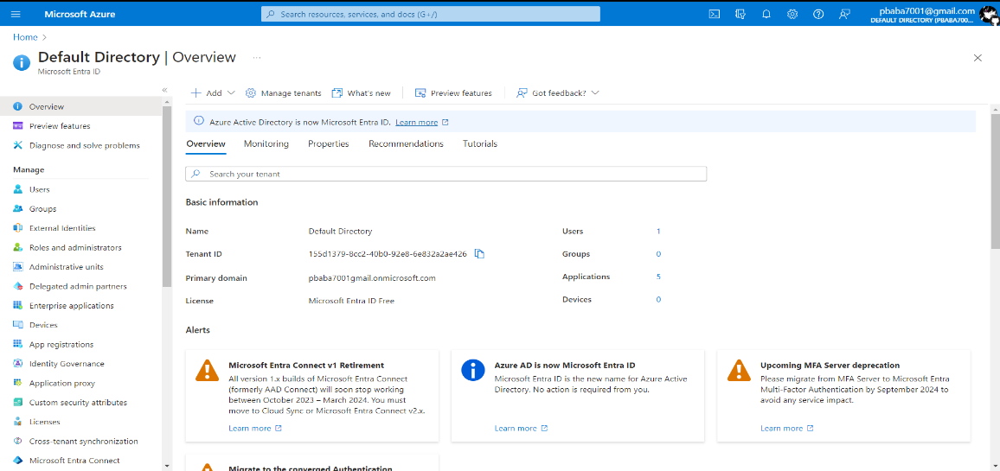 Microsoft Azure
Search resources, services, and docs (G+/)
pbaba7001@gmail.com
DEFAULT DIRECTORY (PBABA700...
Home
Default Directory | Overview
Microsoft Entra ID
Add
Manage tenants
What's new
Preview features
Got feedback?
Overview
Preview features
Diagnose and solve problems
Manage
Users
Groups
External Identities
Roles and administrators
Administrative units
Delegated admin partners
Enterprise applications
Devices
App registrations
Identity Governance
Application proxy
Custom security attributes
Licenses
Cross-tenant synchronization
Microsoft Entra Connect
Azure Active Directory is now Microsoft Entra ID. Learn more
Overview Monitoring Properties Recommendations Tutorials
Search your tenant
Basic information
Name Default Directory Users 1
Tenant ID 155d1379-8cc2-40b0-92e8-6e832a2ae426 Groups 0
Primary domain pbaba7001gmail.onmicrosoft.com Applications 5
License Microsoft Entra ID Free Devices 0
Alerts
Microsoft Entra Connect v1 Retirement
All version 1.x builds of Microsoft Entra Connect
(formerly AAD Connect) will soon stop working
between October 2023 – March 2024. You must
move to Cloud Sync or Microsoft Entra Connect v2.x.
Learn more
Azure AD is now Microsoft Entra ID
Microsoft Entra ID is the new name for Azure Active
Directory. No action is required from you.
Learn more
Upcoming MFA Server deprecation
Please migrate from MFA Server to Microsoft Entra
Multi-Factor Authentication by September 2024 to
avoid any service impact.
Learn more
Migrate to the converged Authentication